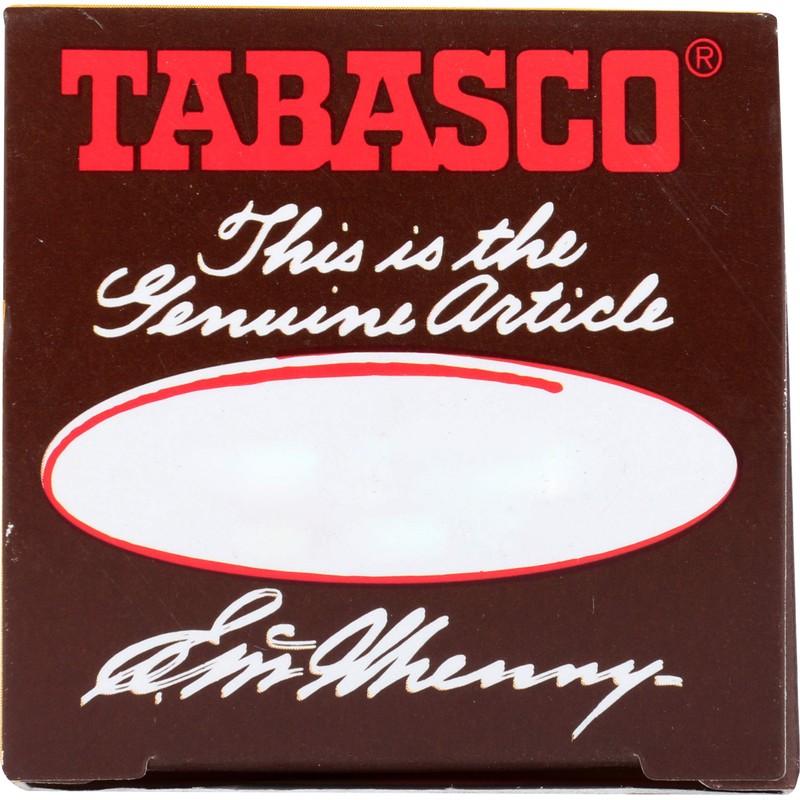 TABASCO®
This is the
Genuine Article
E. McIlhenny